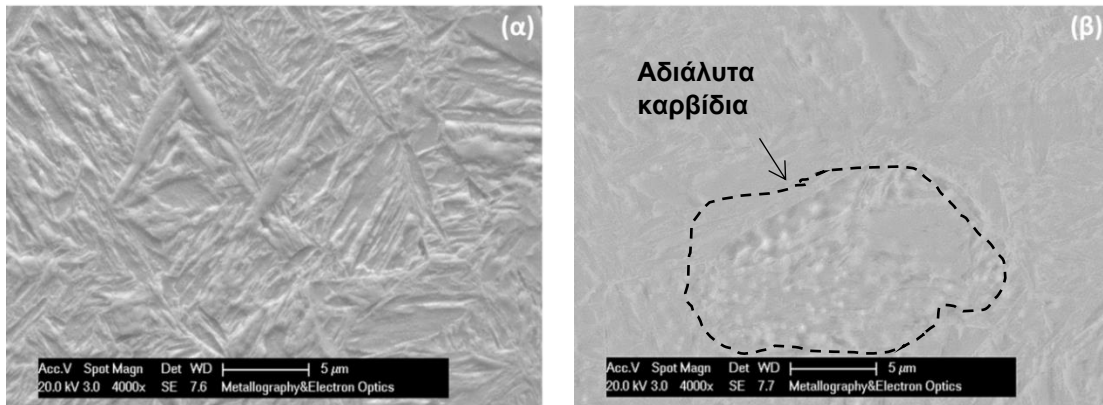 (α)
Acc.V Spot Magn Det WD 5 µm
20.0 kV 3.0 4000x SE 7.6 Metallography&Electron Optics
(β)
Αδιάλυτα
καρβίδια
Acc.V Spot Magn Det WD 5 µm
20.0 kV 3.0 4000x SE 7.7 Metallography&Electron Optics